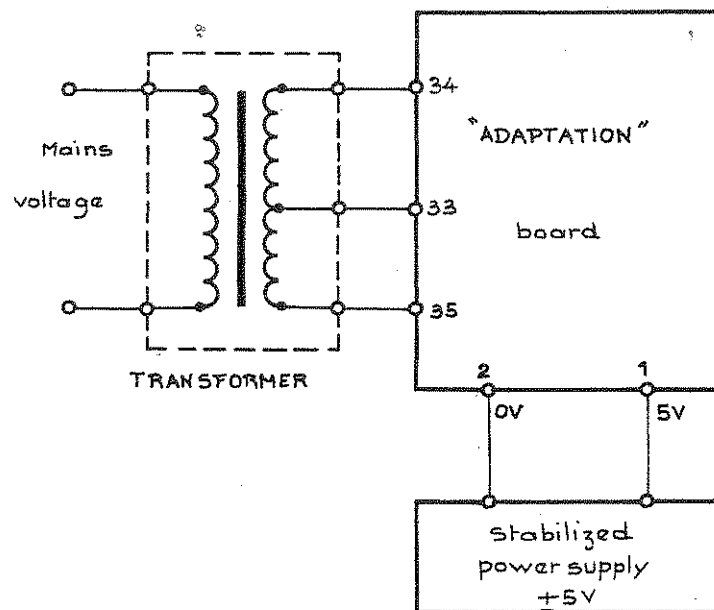 34
Mains
voltage
"ADAPTATION"
33
board
35
TRANSFORMER
2
1
0V
5V
stabilized
power supply
+5V